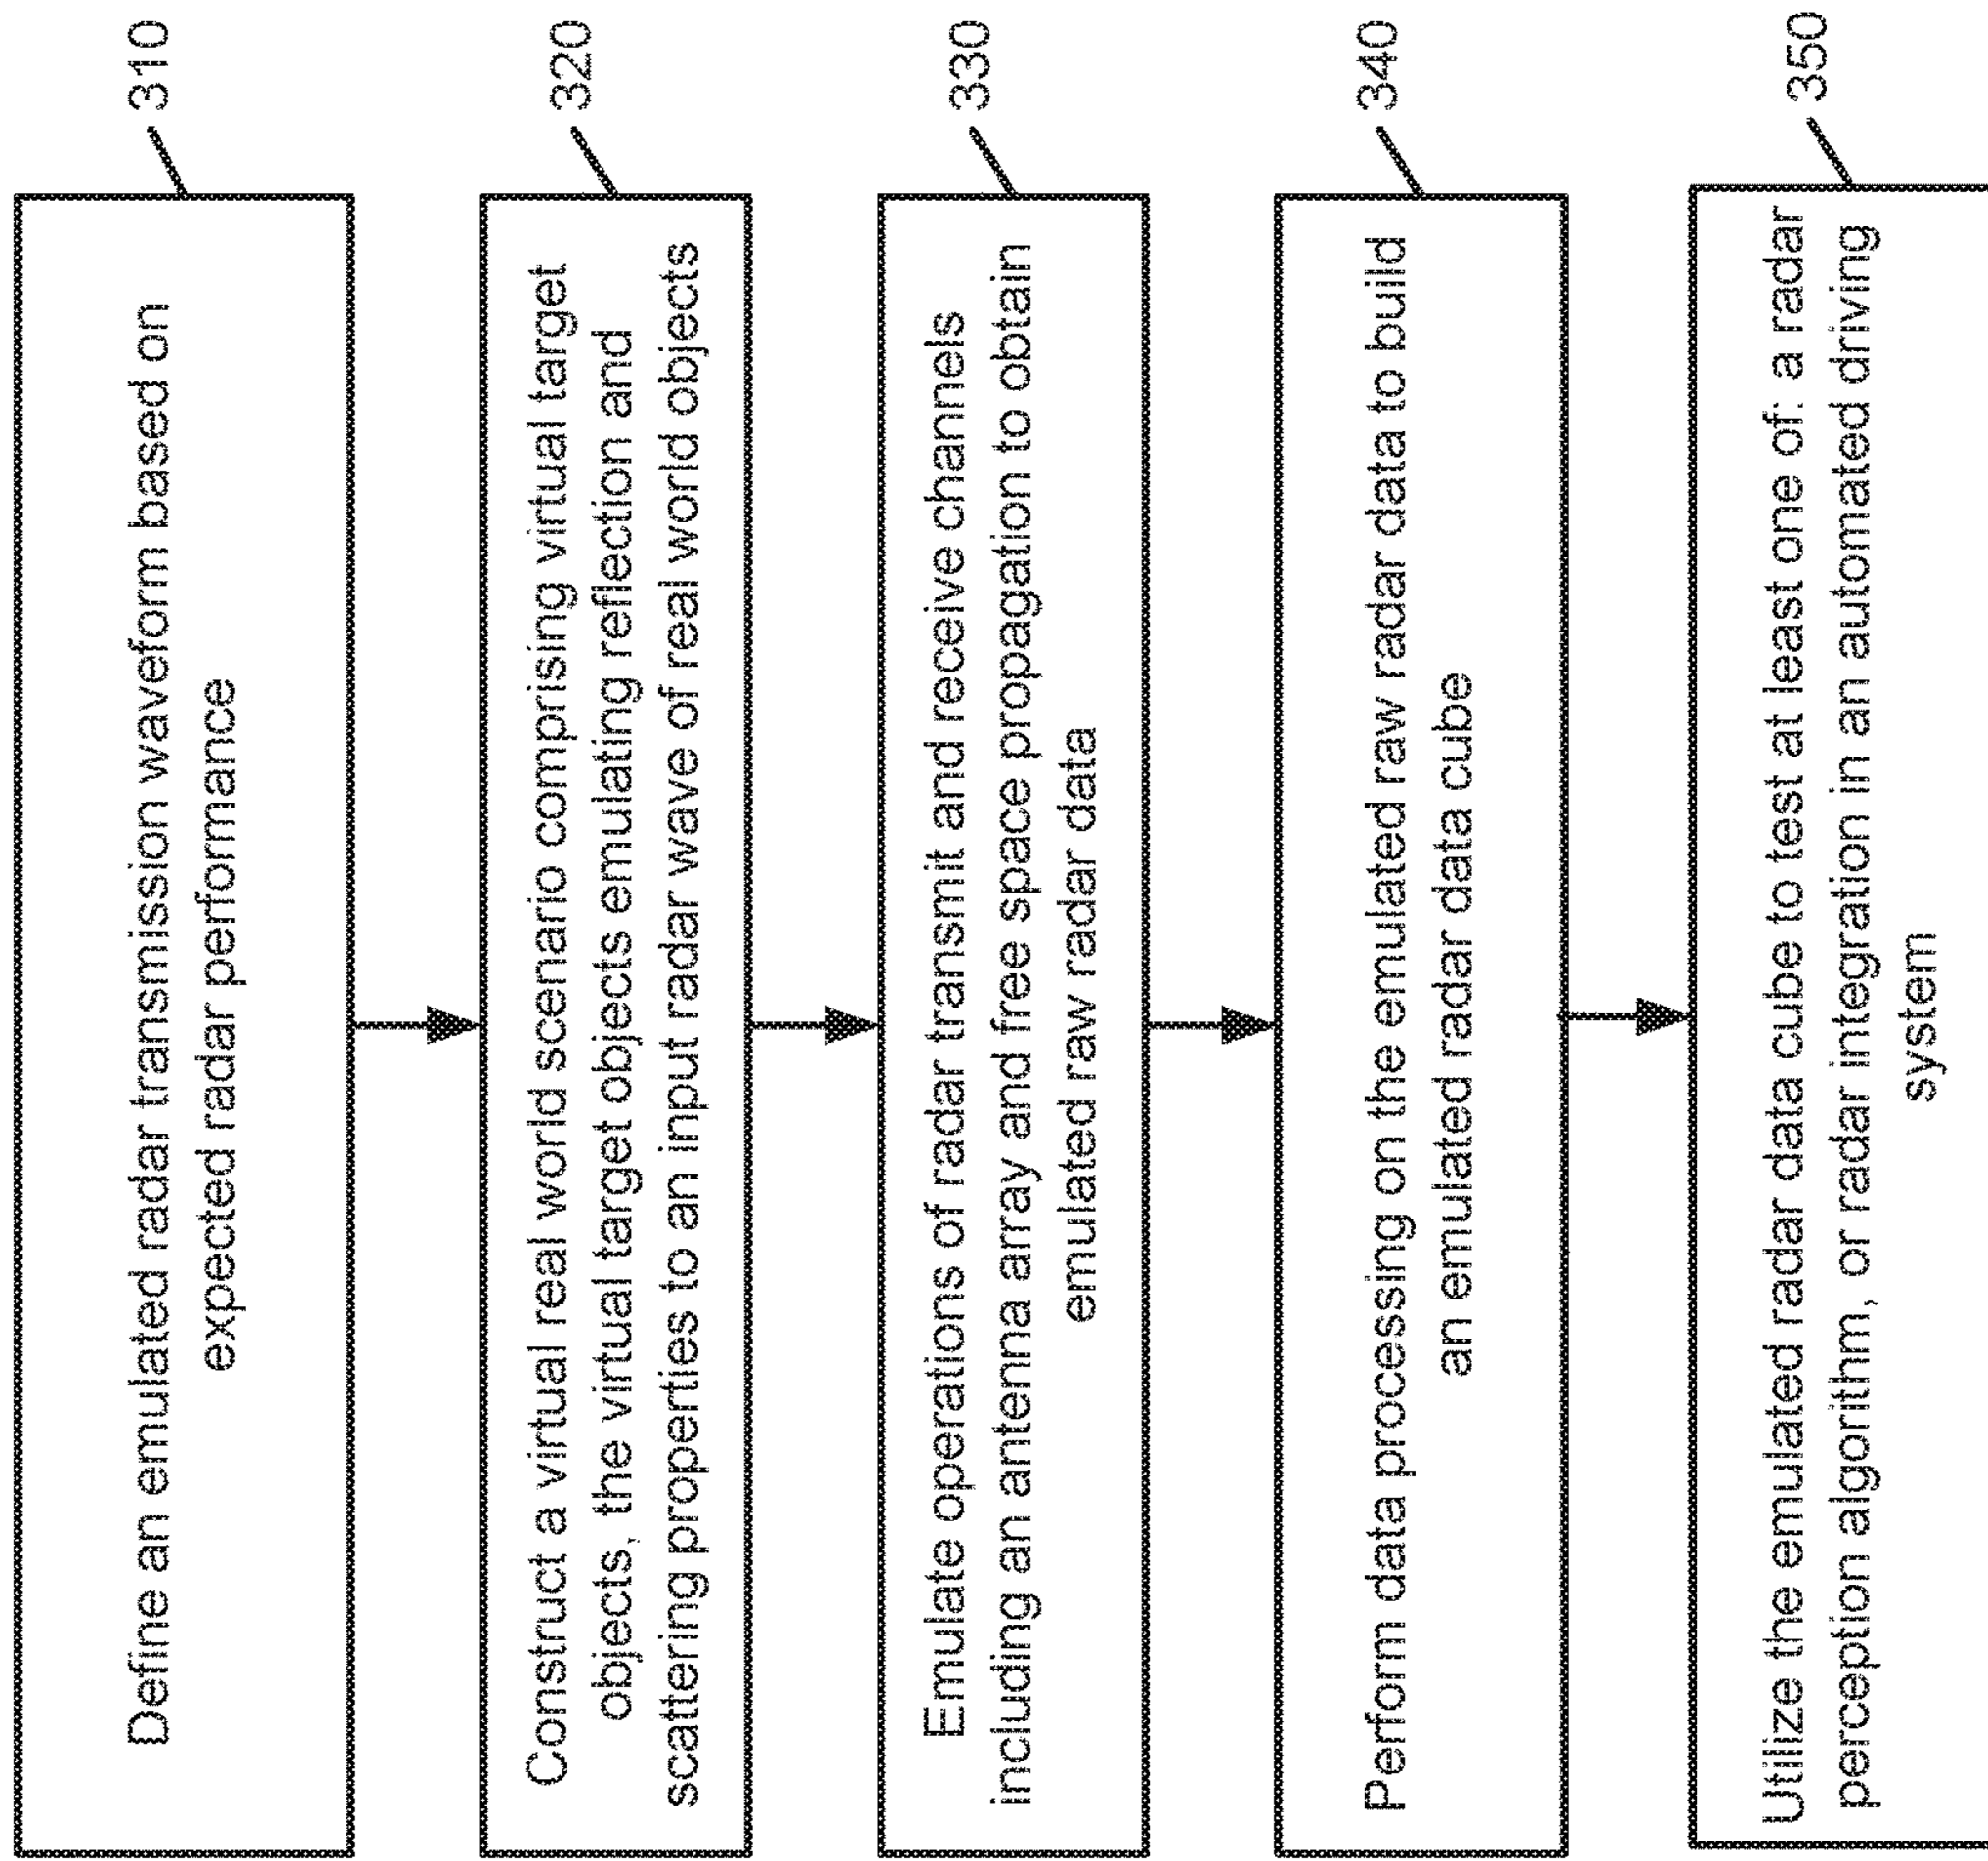 Define an emulated radar transmission waveform based on
expected radar performance
310
Construct a virtual real world scenario comprising virtual target
objects, the virtual target objects emulating reflection and
scattering properties to an input radar wave of real world objects
320
Emulate operations of radar transmit and receive channels
including an antenna array and free space propagation to obtain
emulated raw radar data
330
Perform data processing on the emulated raw radar data to build
an emulated radar data cube
340
Utilize the emulated radar data cube to test at least one of: a radar
perception algorithm, or radar integration in an automated driving
system
350